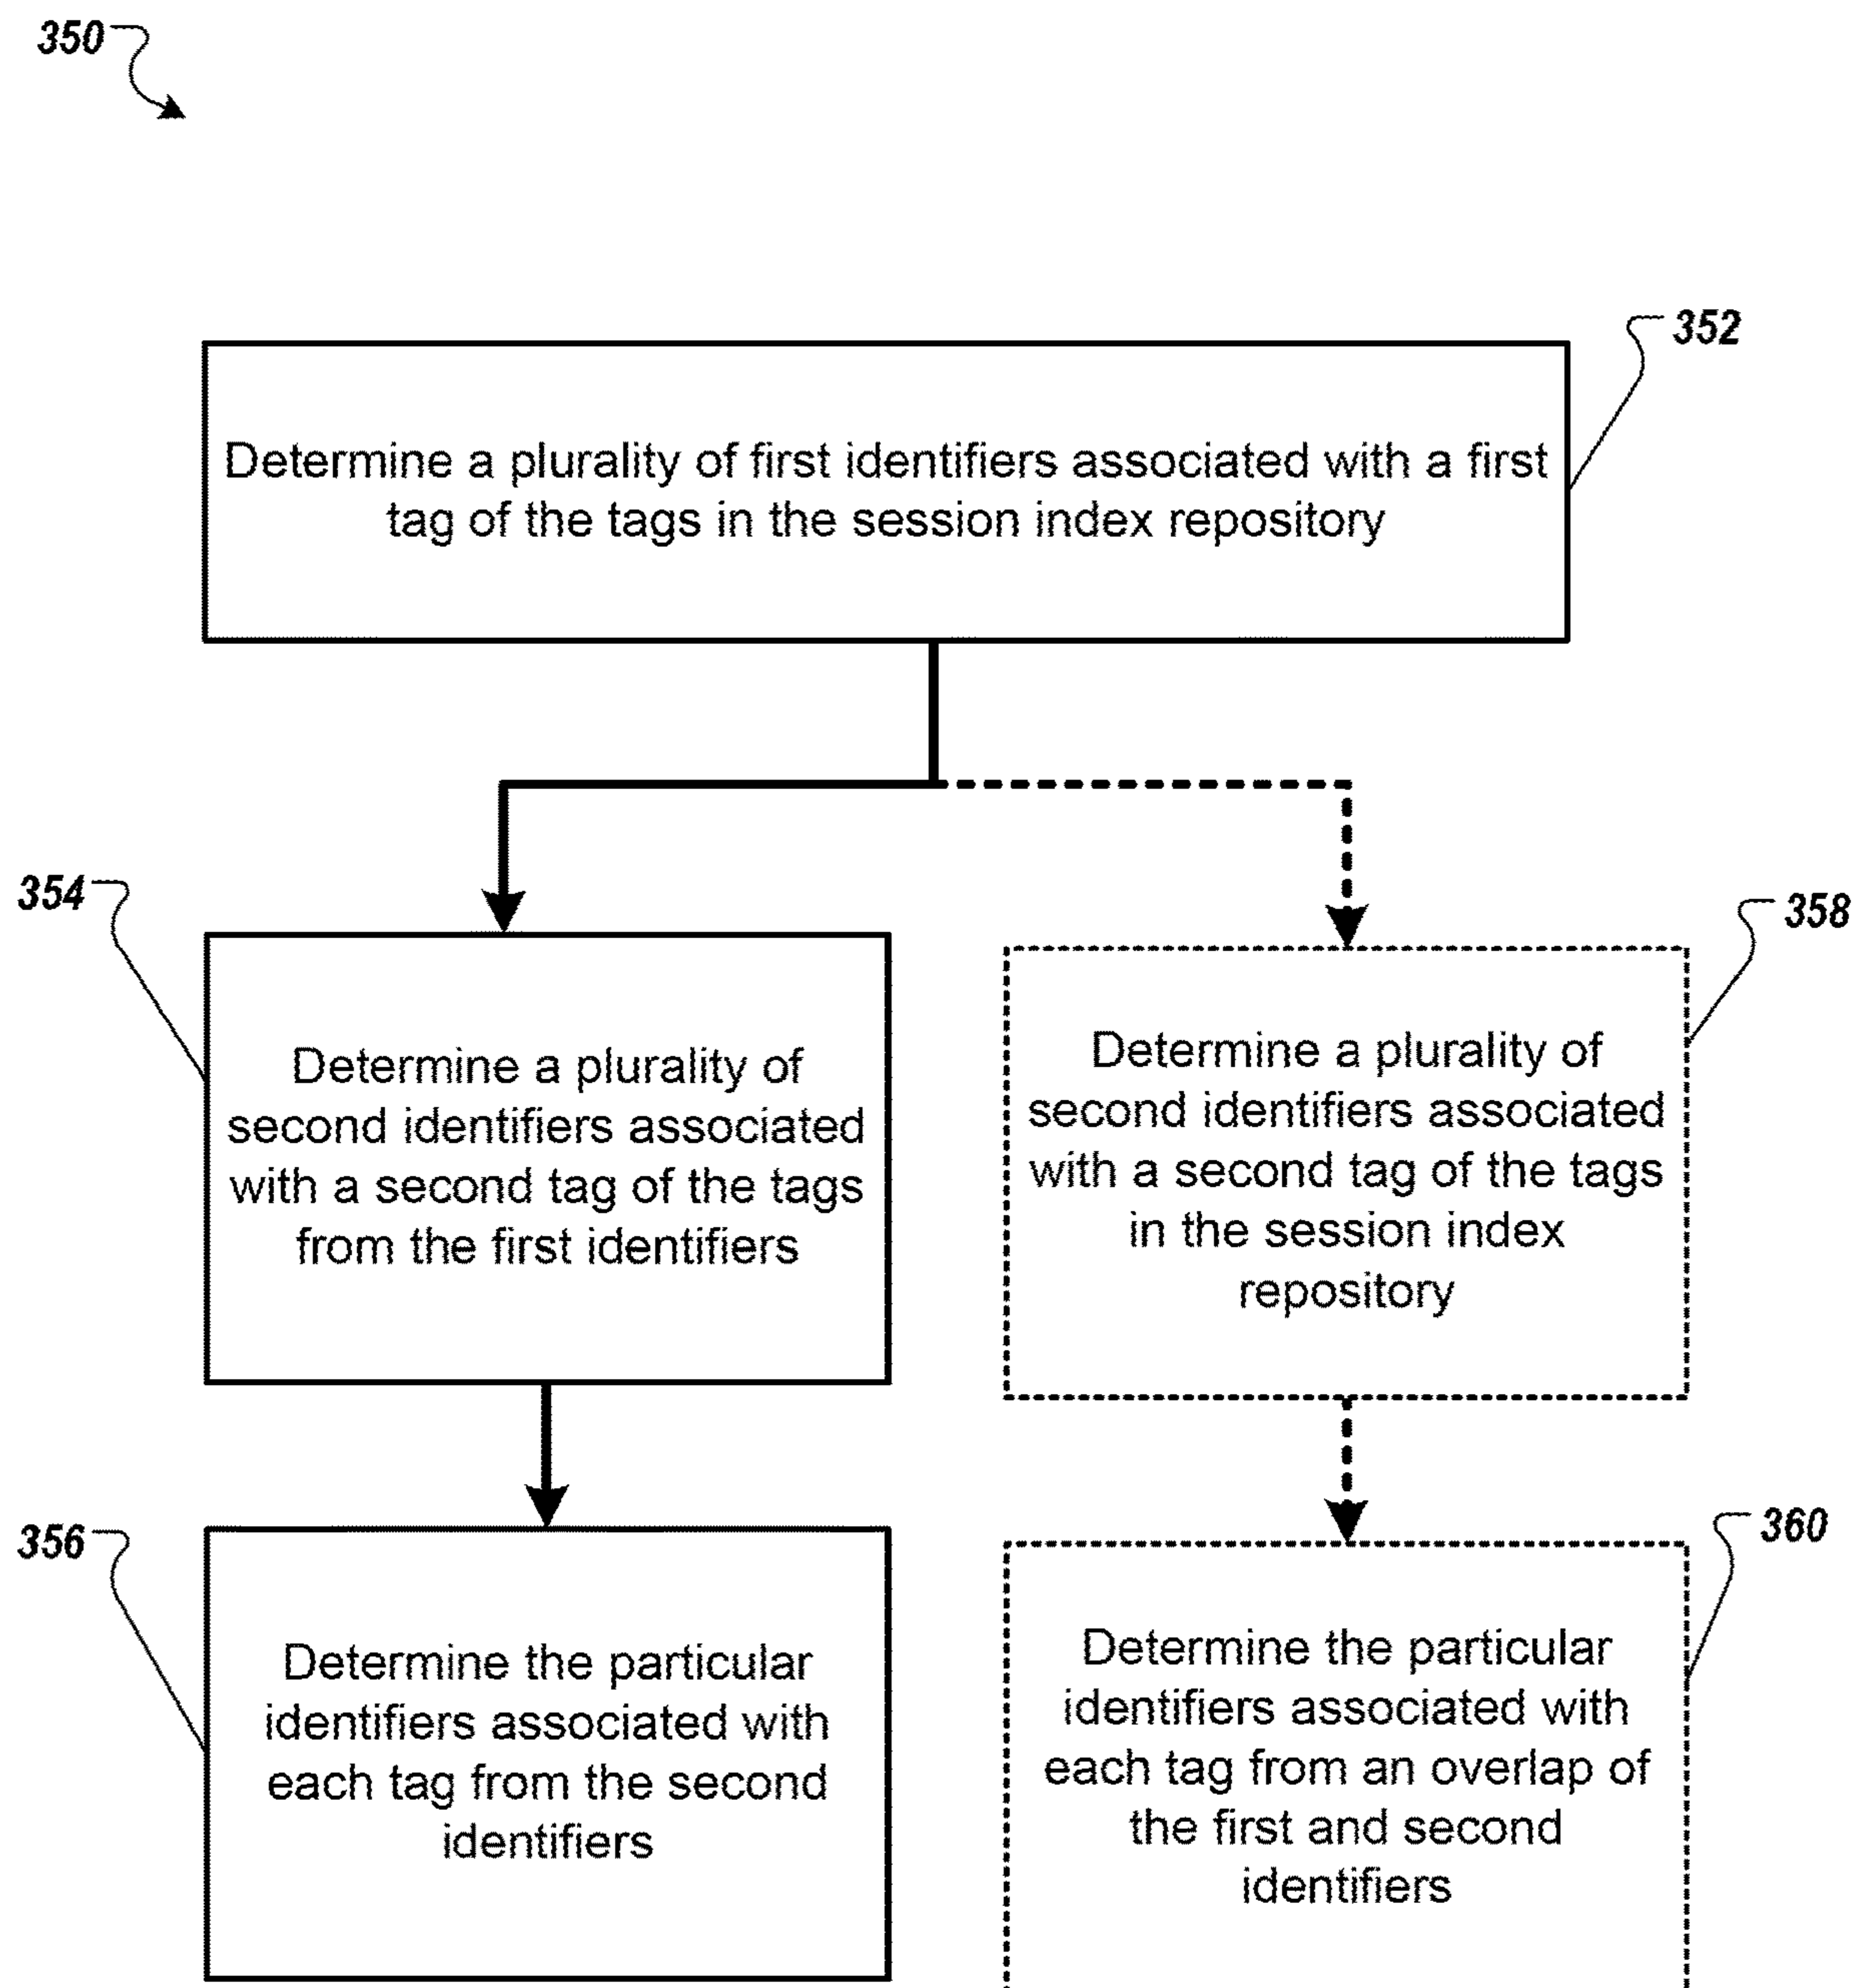 350
352
Determine a plurality of first identifiers associated with a first
tag of the tags in the session index repository
354
Determine a plurality of
second identifiers associated
with a second tag of the tags
from the first identifiers
358
Determine a plurality of
second identifiers associated
with a second tag of the tags
in the session index
repository
356
Determine the particular
identifiers associated with
each tag from the second
identifiers
360
Determine the particular
identifiers associated with
each tag from an overlap of
the first and second
identifiers